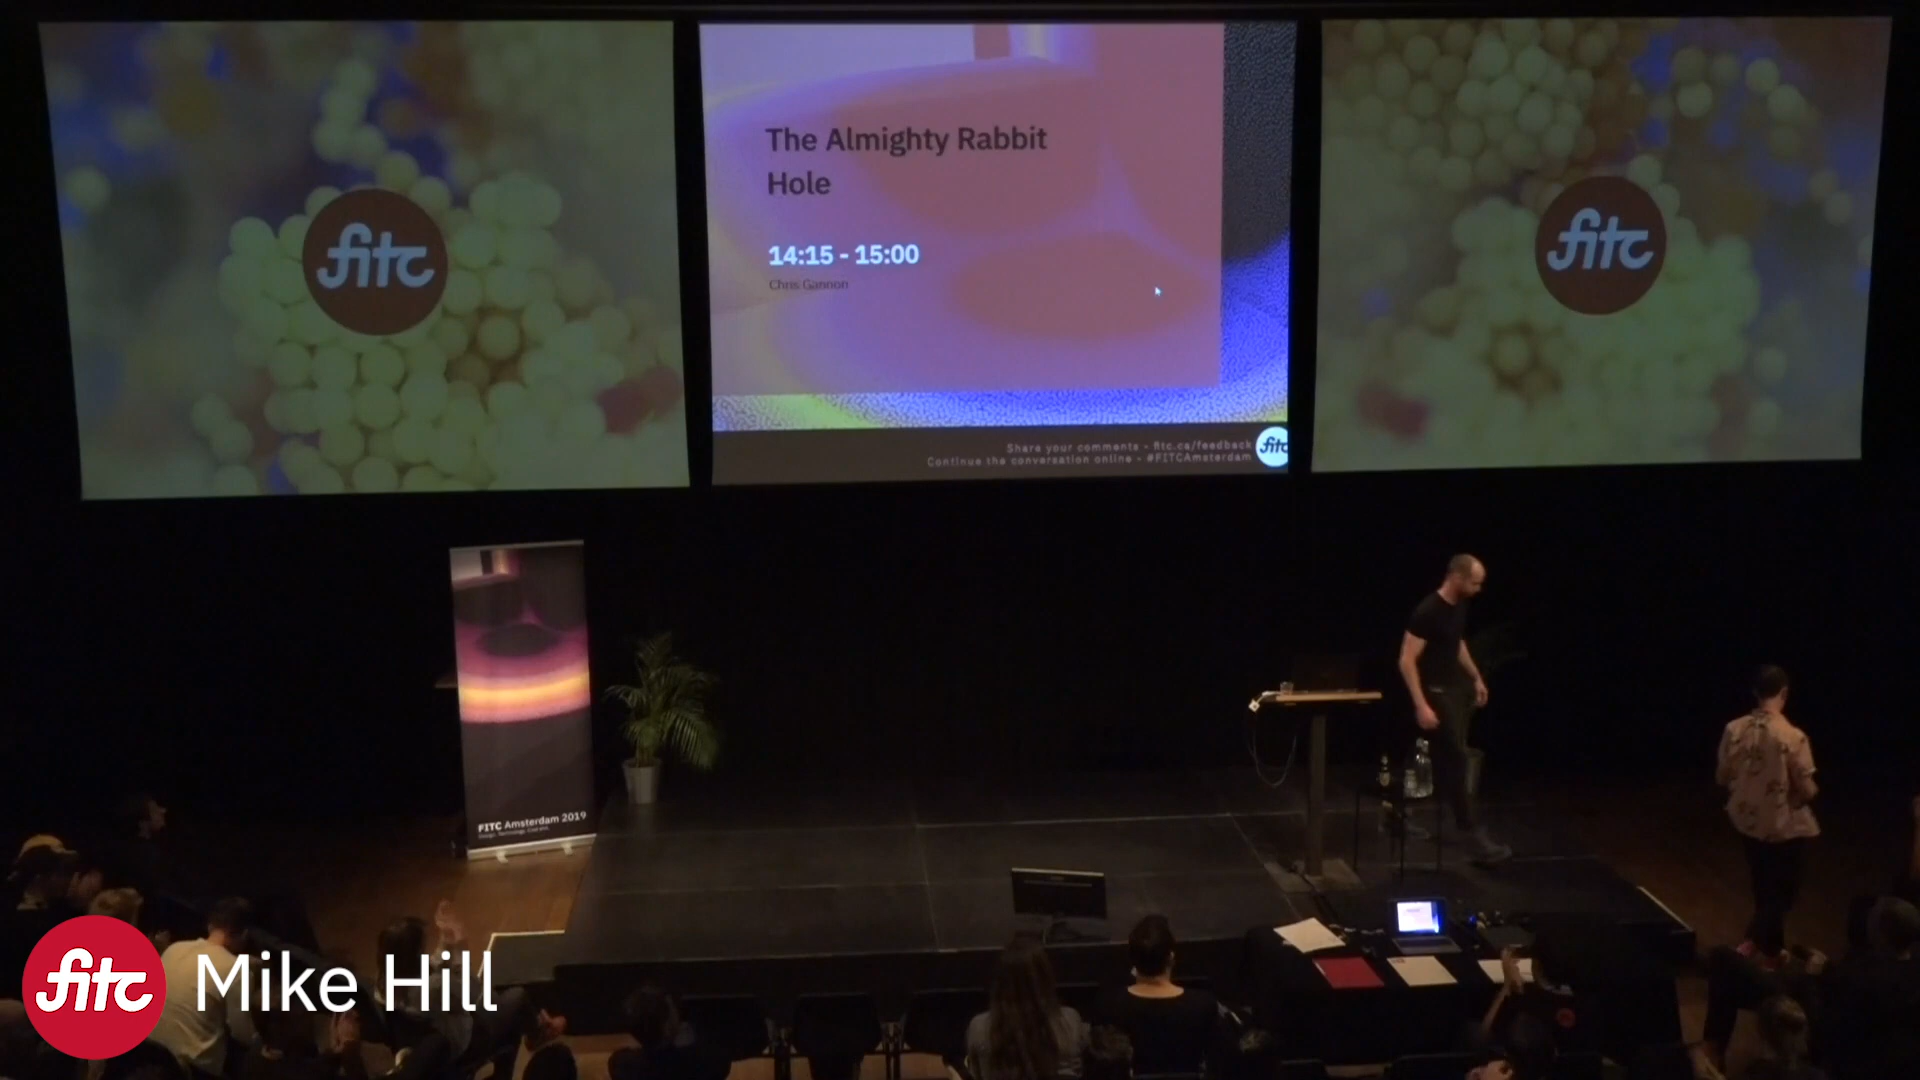 fitc
The Almighty Rabbit
Hole
14:15 - 15:00
Chris Gannon
Share your comments - fitc.ca/feedback
Continue the conversation online - #FITCAmsterdam
fitc
fitc
FITC Amsterdam 2019
fitc
Mike Hill